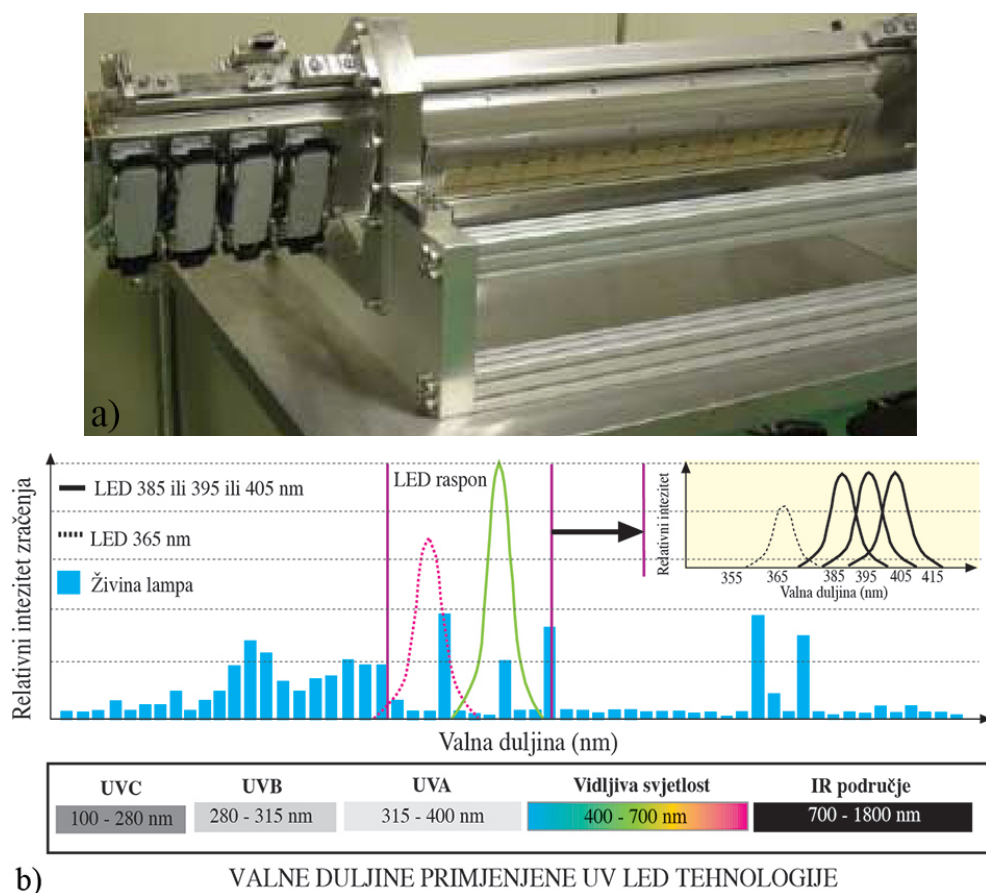 a)
Relativni intezitet zračenja
LED 385 ili 395 ili 405 nm
LED 365 nm
Živina lampa
LED raspon
Relativni intezitet
355 365 385 395 405 415
Valna duljina (nm)
Valna duljina (nm)
UVC UVB UVA Vidljiva svjetlost IR područje
100 - 280 nm 280 - 315 nm 315 - 400 nm 400 - 700 nm 700 - 1800 nm
b) VALNE DULJINE PRIMJENJENE UV LED TEHNOLOGIJE